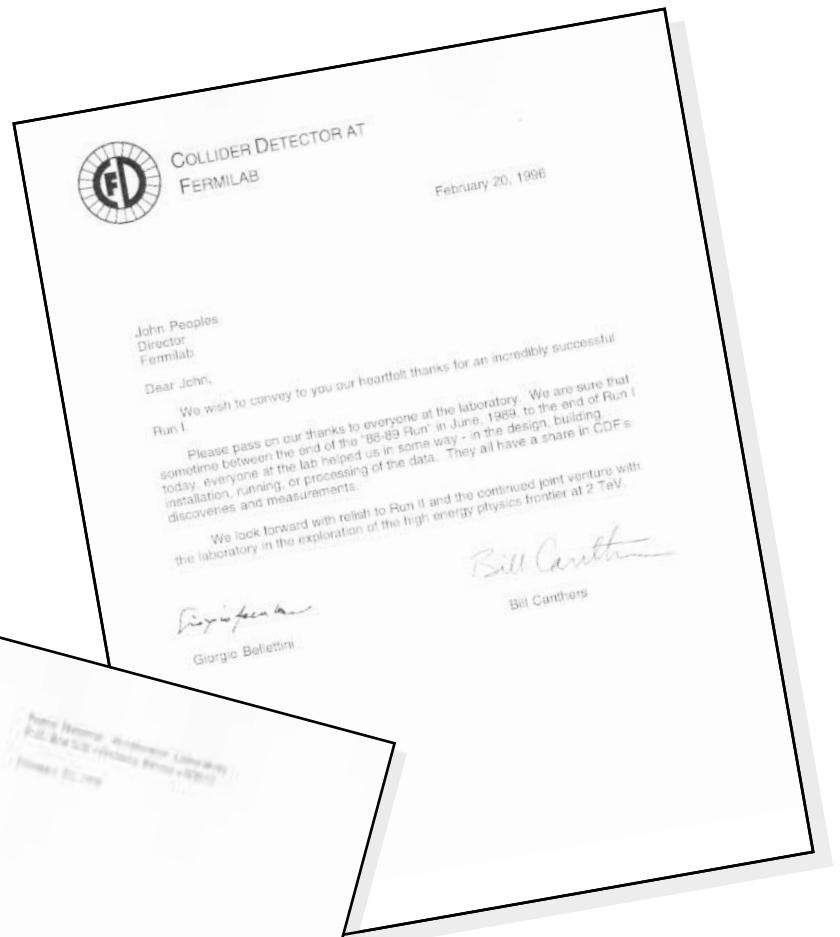 COLLIDER DETECTOR AT
FERMILAB
CDF
February 20, 1996
John Peoples
Director
Fermilab
Dear John,
We wish to convey to you our heartfelt thanks for an incredibly successful
Run I.
Please pass on our thanks to everyone at the laboratory. We are sure that
sometime between the end of the "88-89 Run" in June, 1989, to the end of Run I
today, everyone at the lab helped us in some way - in the design, building,
installation, running, or processing of the data. They all have a share in CDF's
discoveries and measurements.
We look forward with relish to Run II and the continued joint venture with
the laboratory in the exploration of the high energy physics frontier at 2 TeV.
Bill Carithers
Giorgio Bellettini
Bill Carithers